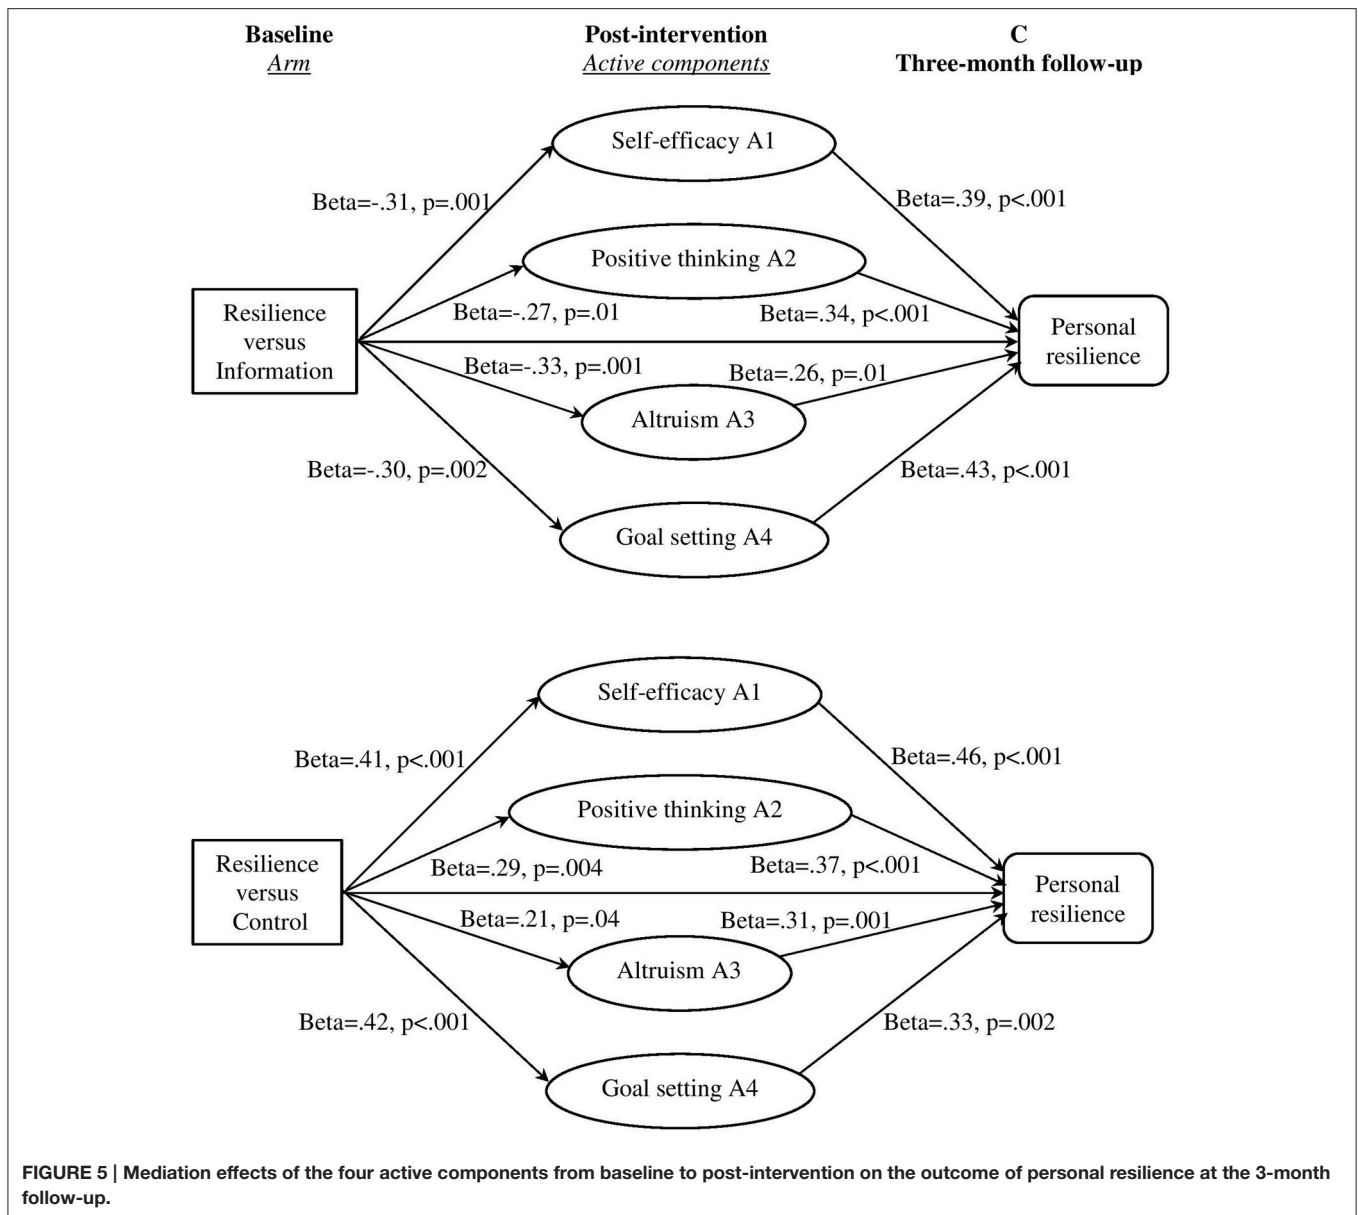 Baseline
Arm
Post-intervention
Active components
C
Three-month follow-up
Self-efficacy A1
Beta=-.31, p=.001
Beta=.39, p<.001
Positive thinking A2
Beta=-.27, p=.01
Beta=.34, p<.001
Resilience
versus
Information
Personal
resilience
Beta=-.33, p=.001
Beta=.26, p=.01
Altruism A3
Beta=-.30, p=.002
Beta=.43, p<.001
Goal setting A4
Self-efficacy A1
Beta=.41, p<.001
Beta=.46, p<.001
Positive thinking A2
Beta=.29, p=.004
Beta=.37, p<.001
Resilience
versus
Control
Personal
resilience
Beta=.21, p=.04
Beta=.31, p=.001
Altruism A3
Beta=.42, p<.001
Beta=.33, p=.002
Goal setting A4
FIGURE 5 | Mediation effects of the four active components from baseline to post-intervention on the outcome of personal resilience at the 3-month
follow-up.